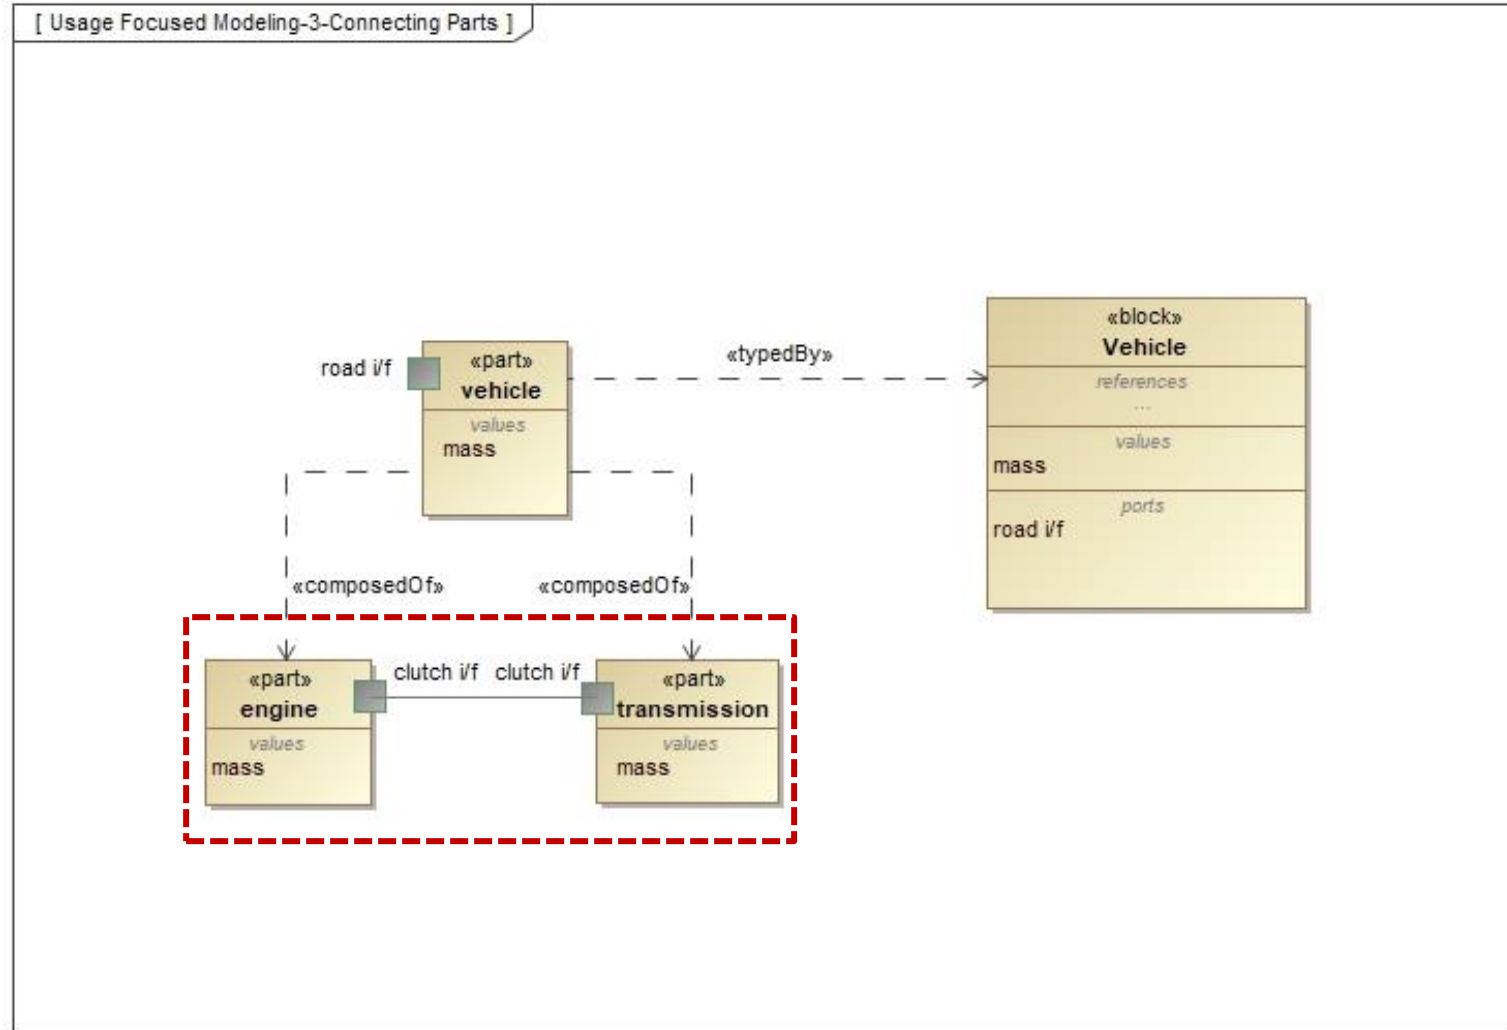 [ Usage Focused Modeling-3-Connecting Parts ]
road i/f
«part»
vehicle
values
mass
«typedBy»
«block»
Vehicle
references
...
values
mass
ports
road i/f
«composedOf»
«composedOf»
«part»
engine
values
mass
clutch i/f
clutch i/f
«part»
transmission
values
mass